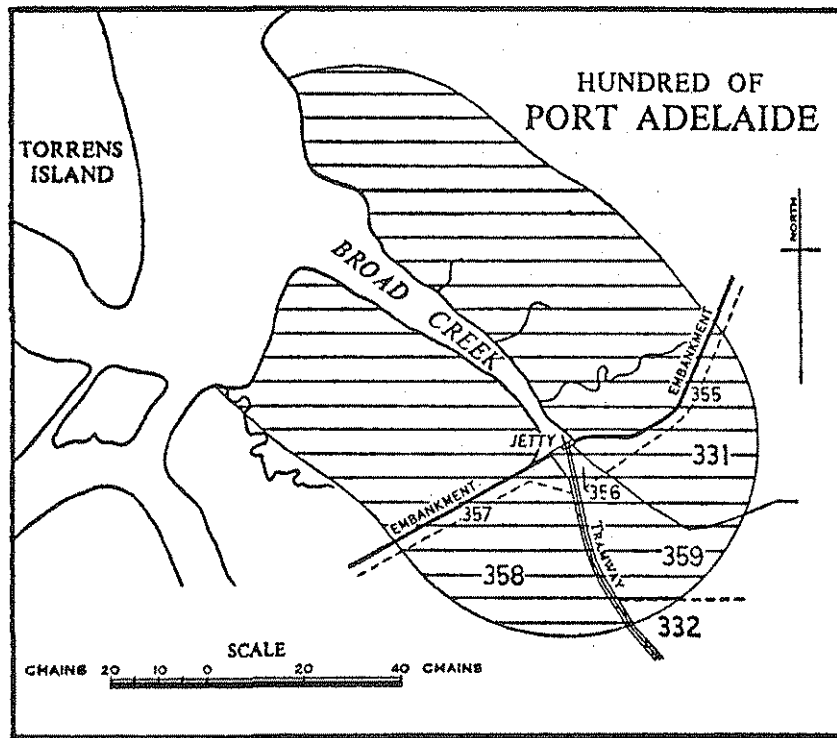 HUNDRED OF
PORT ADELAIDE
TORRENS
ISLAND
NORTH
BROAD CREEK
EMBANKMENT
355
JETTY
331
356
EMBANKMENT
357
TRAMWAY
359
358
332
SCALE
CHAINS 20 0 20 40 CHAINS